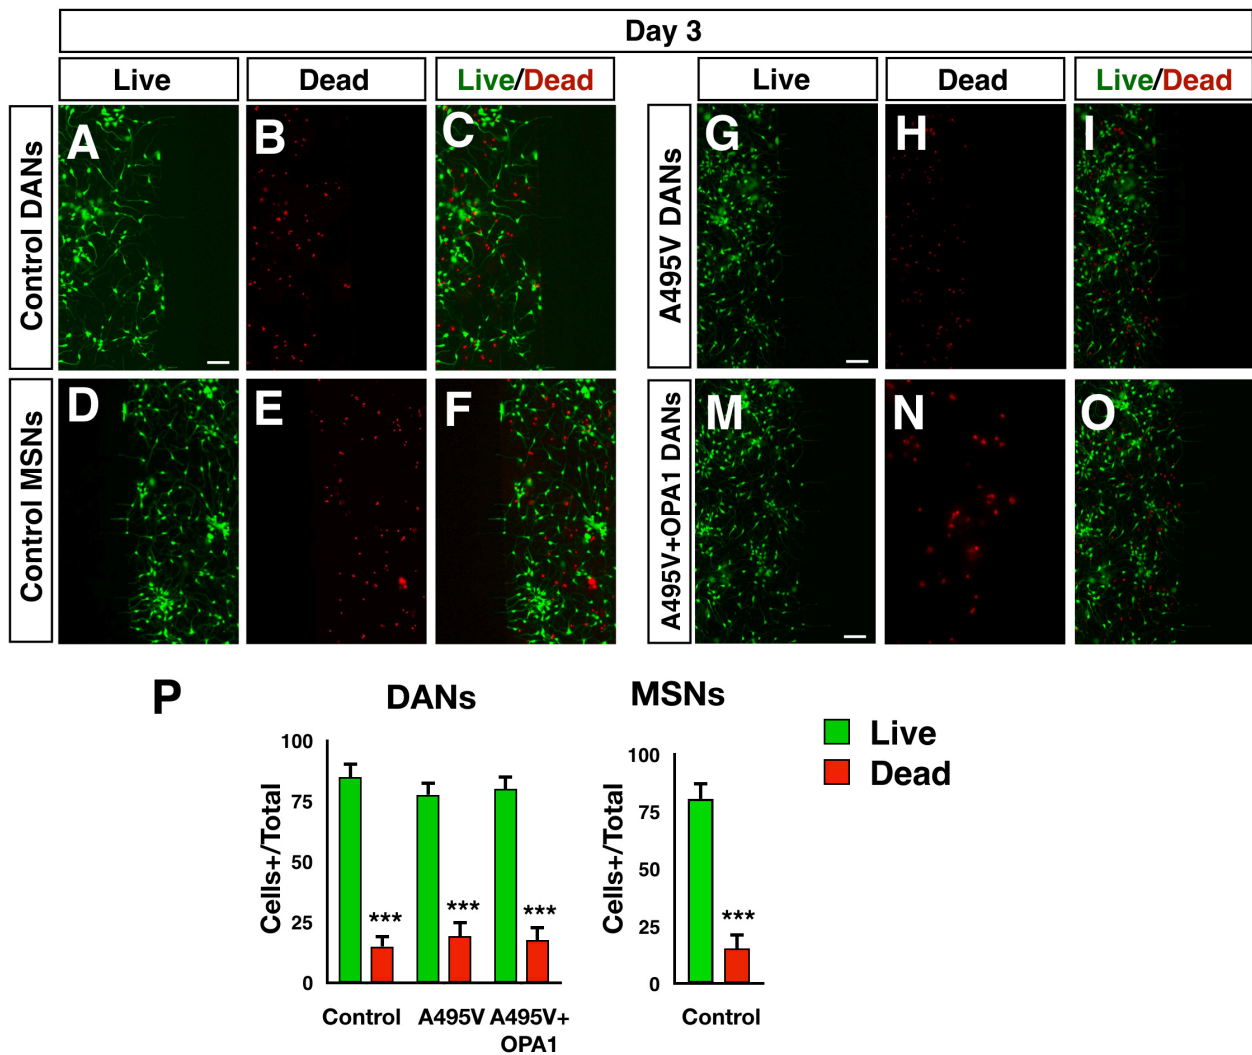 Day 3
Live
Dead
Live/Dead
Live
Dead
Live/Dead
Control DANs
A
B
C
A495V DANs
G
H
I
Control MSNs
D
E
F
A495V+OPA1 DANs
M
N
O
P
DANs
MSNs
Live
Dead
Cells+/Total
100
75
50
25
0
***
***
***
Control
A495V
A495V+
OPA1
Cells+/Total
100
75
50
25
0
***
Control